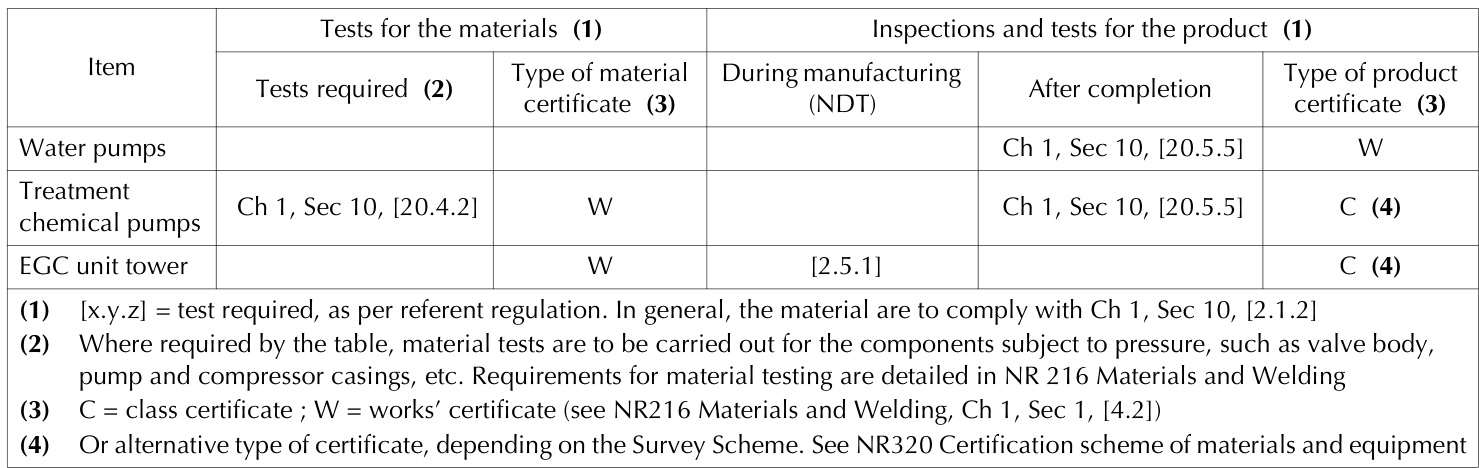 Item
Tests for the materials (1)
Inspections and tests for the product (1)
Tests required (2)
Type of material
certificate (3)
During manufacturing
(NDT)
After completion
Type of product
certificate (3)
Water pumps
Ch 1, Sec 10, [20.5.5]
W
Treatment
chemical pumps
Ch 1, Sec 10, [20.4.2]
W
Ch 1, Sec 10, [20.5.5]
C (4)
EGC unit tower
W
[2.5.1]
C (4)
(1) [x.y.z] = test required, as per referent regulation. In general, the material are to comply with Ch 1, Sec 10, [2.1.2]
(2) Where required by the table, material tests are to be carried out for the components subject to pressure, such as valve body,
pump and compressor casings, etc. Requirements for material testing are detailed in NR 216 Materials and Welding
(3) C = class certificate ; W = works’ certificate (see NR216 Materials and Welding, Ch 1, Sec 1, [4.2])
(4) Or alternative type of certificate, depending on the Survey Scheme. See NR320 Certification scheme of materials and equipment